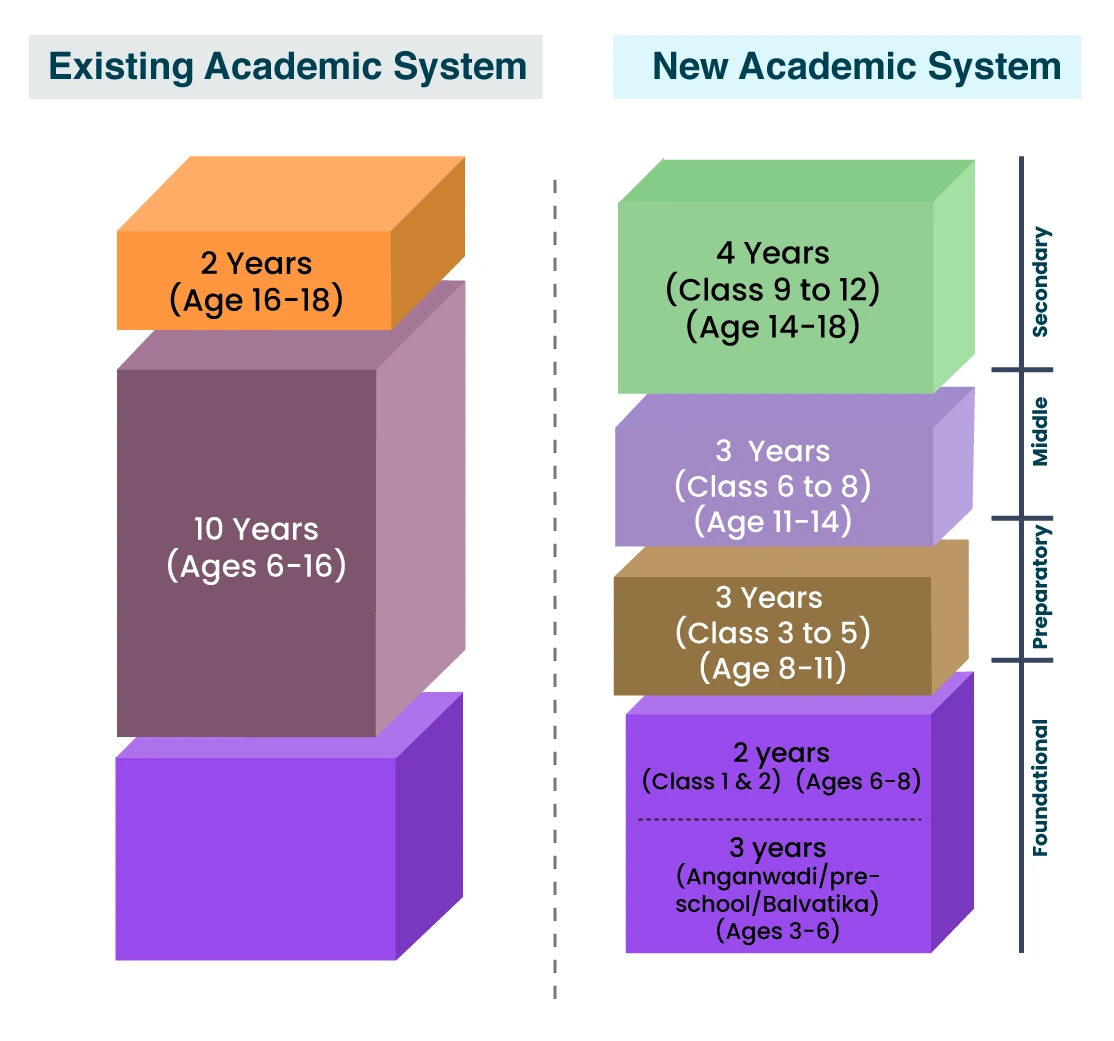 Existing Academic System
New Academic System
2 Years
(Age 16-18)
10 Years
(Ages 6-16)
4 Years
(Class 9 to 12)
(Age 14-18)
3 Years
(Class 6 to 8)
(Age 11-14)
3 Years
(Class 3 to 5)
(Age 8-11)
2 years
(Class 1 & 2) (Ages 6-8)
3 years
(Anganwadi/pre-
school/Balvatika)
(Ages 3-6)
Secondary
Middle
Preparatory
Foundational